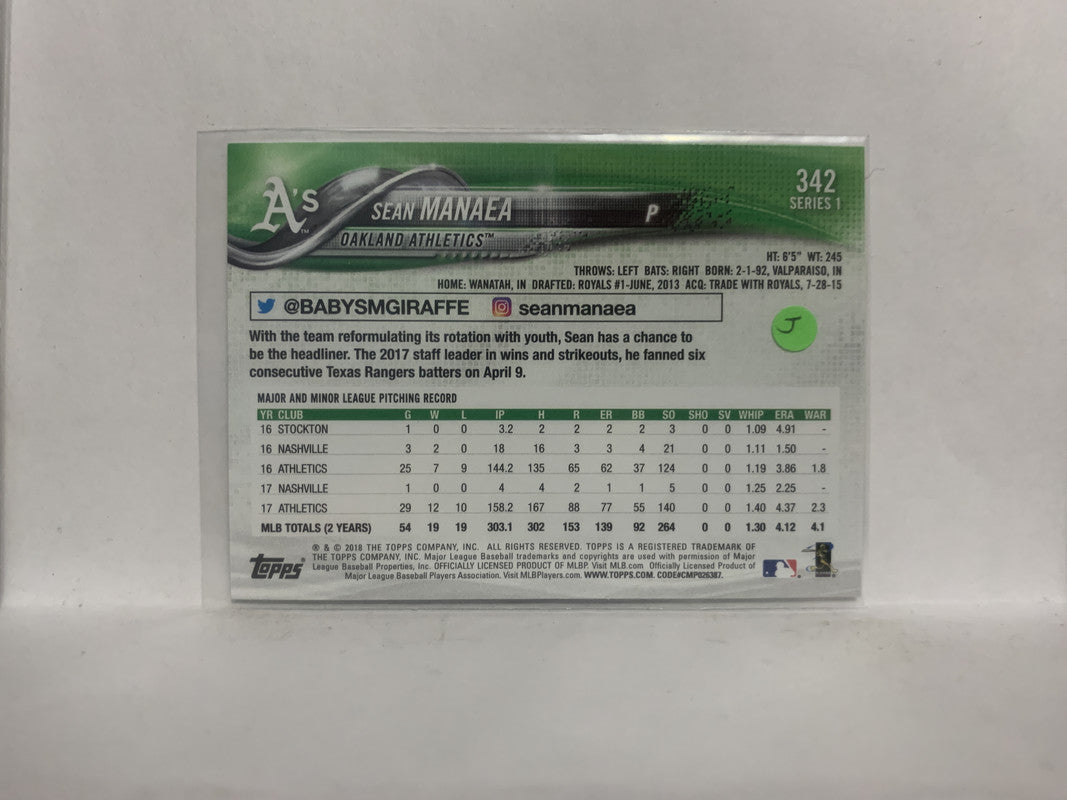 A's™
SEAN MANAEA P
OAKLAND ATHLETICS™
342
SERIES 1
HT: 6'5" WT: 245
THROWS: LEFT BATS: RIGHT BORN: 2-1-92, VALPARAISO, IN
HOME: WANATAH, IN DRAFTED: ROYALS #1-JUNE, 2013 ACQ: TRADE WITH ROYALS, 7-28-15
@BABYSMGIRAFFE seanmanaea
J
With the team reformulating its rotation with youth, Sean has a chance to
be the headliner. The 2017 staff leader in wins and strikeouts, he fanned six
consecutive Texas Rangers batters on April 9.
MAJOR AND MINOR LEAGUE PITCHING RECORD
YR CLUB G W L IP H R ER BB SO SHO SV WHIP ERA WAR
16 STOCKTON 1 0 0 3.2 2 2 2 2 3 0 0 1.09 4.91 -
16 NASHVILLE 3 2 0 18 16 3 3 4 21 0 0 1.11 1.50 -
16 ATHLETICS 25 7 9 144.2 135 65 62 37 124 0 0 1.19 3.86 1.8
17 NASHVILLE 1 0 0 4 4 2 1 1 5 0 0 1.25 2.25 -
17 ATHLETICS 29 12 10 158.2 167 88 77 55 140 0 0 1.40 4.37 2.3
MLB TOTALS (2 YEARS) 54 19 19 303.1 302 153 139 92 264 0 0 1.30 4.12 4.1
Topps®
® & © 2018 THE TOPPS COMPANY, INC. ALL RIGHTS RESERVED. TOPPS IS A REGISTERED TRADEMARK OF
THE TOPPS COMPANY, INC. Major League Baseball trademarks and copyrights are used with permission of Major
League Baseball Properties, Inc. OFFICIALLY LICENSED PRODUCT OF MLBP. Visit MLB.com Officially Licensed Product of
Major League Baseball Players Association. Visit MLBPlayers.com. WWW.TOPPS.COM. CODE#CMP026387.